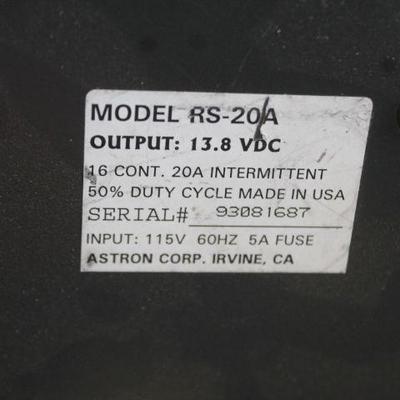 MODEL RS-20A
OUTPUT: 13.8 VDC
16 CONT. 20A INTERMITTENT
50% DUTY CYCLE MADE IN USA
SERIAL# 93081687
INPUT: 115V 60HZ 5A FUSE
ASTRON CORP. IRVINE, CA